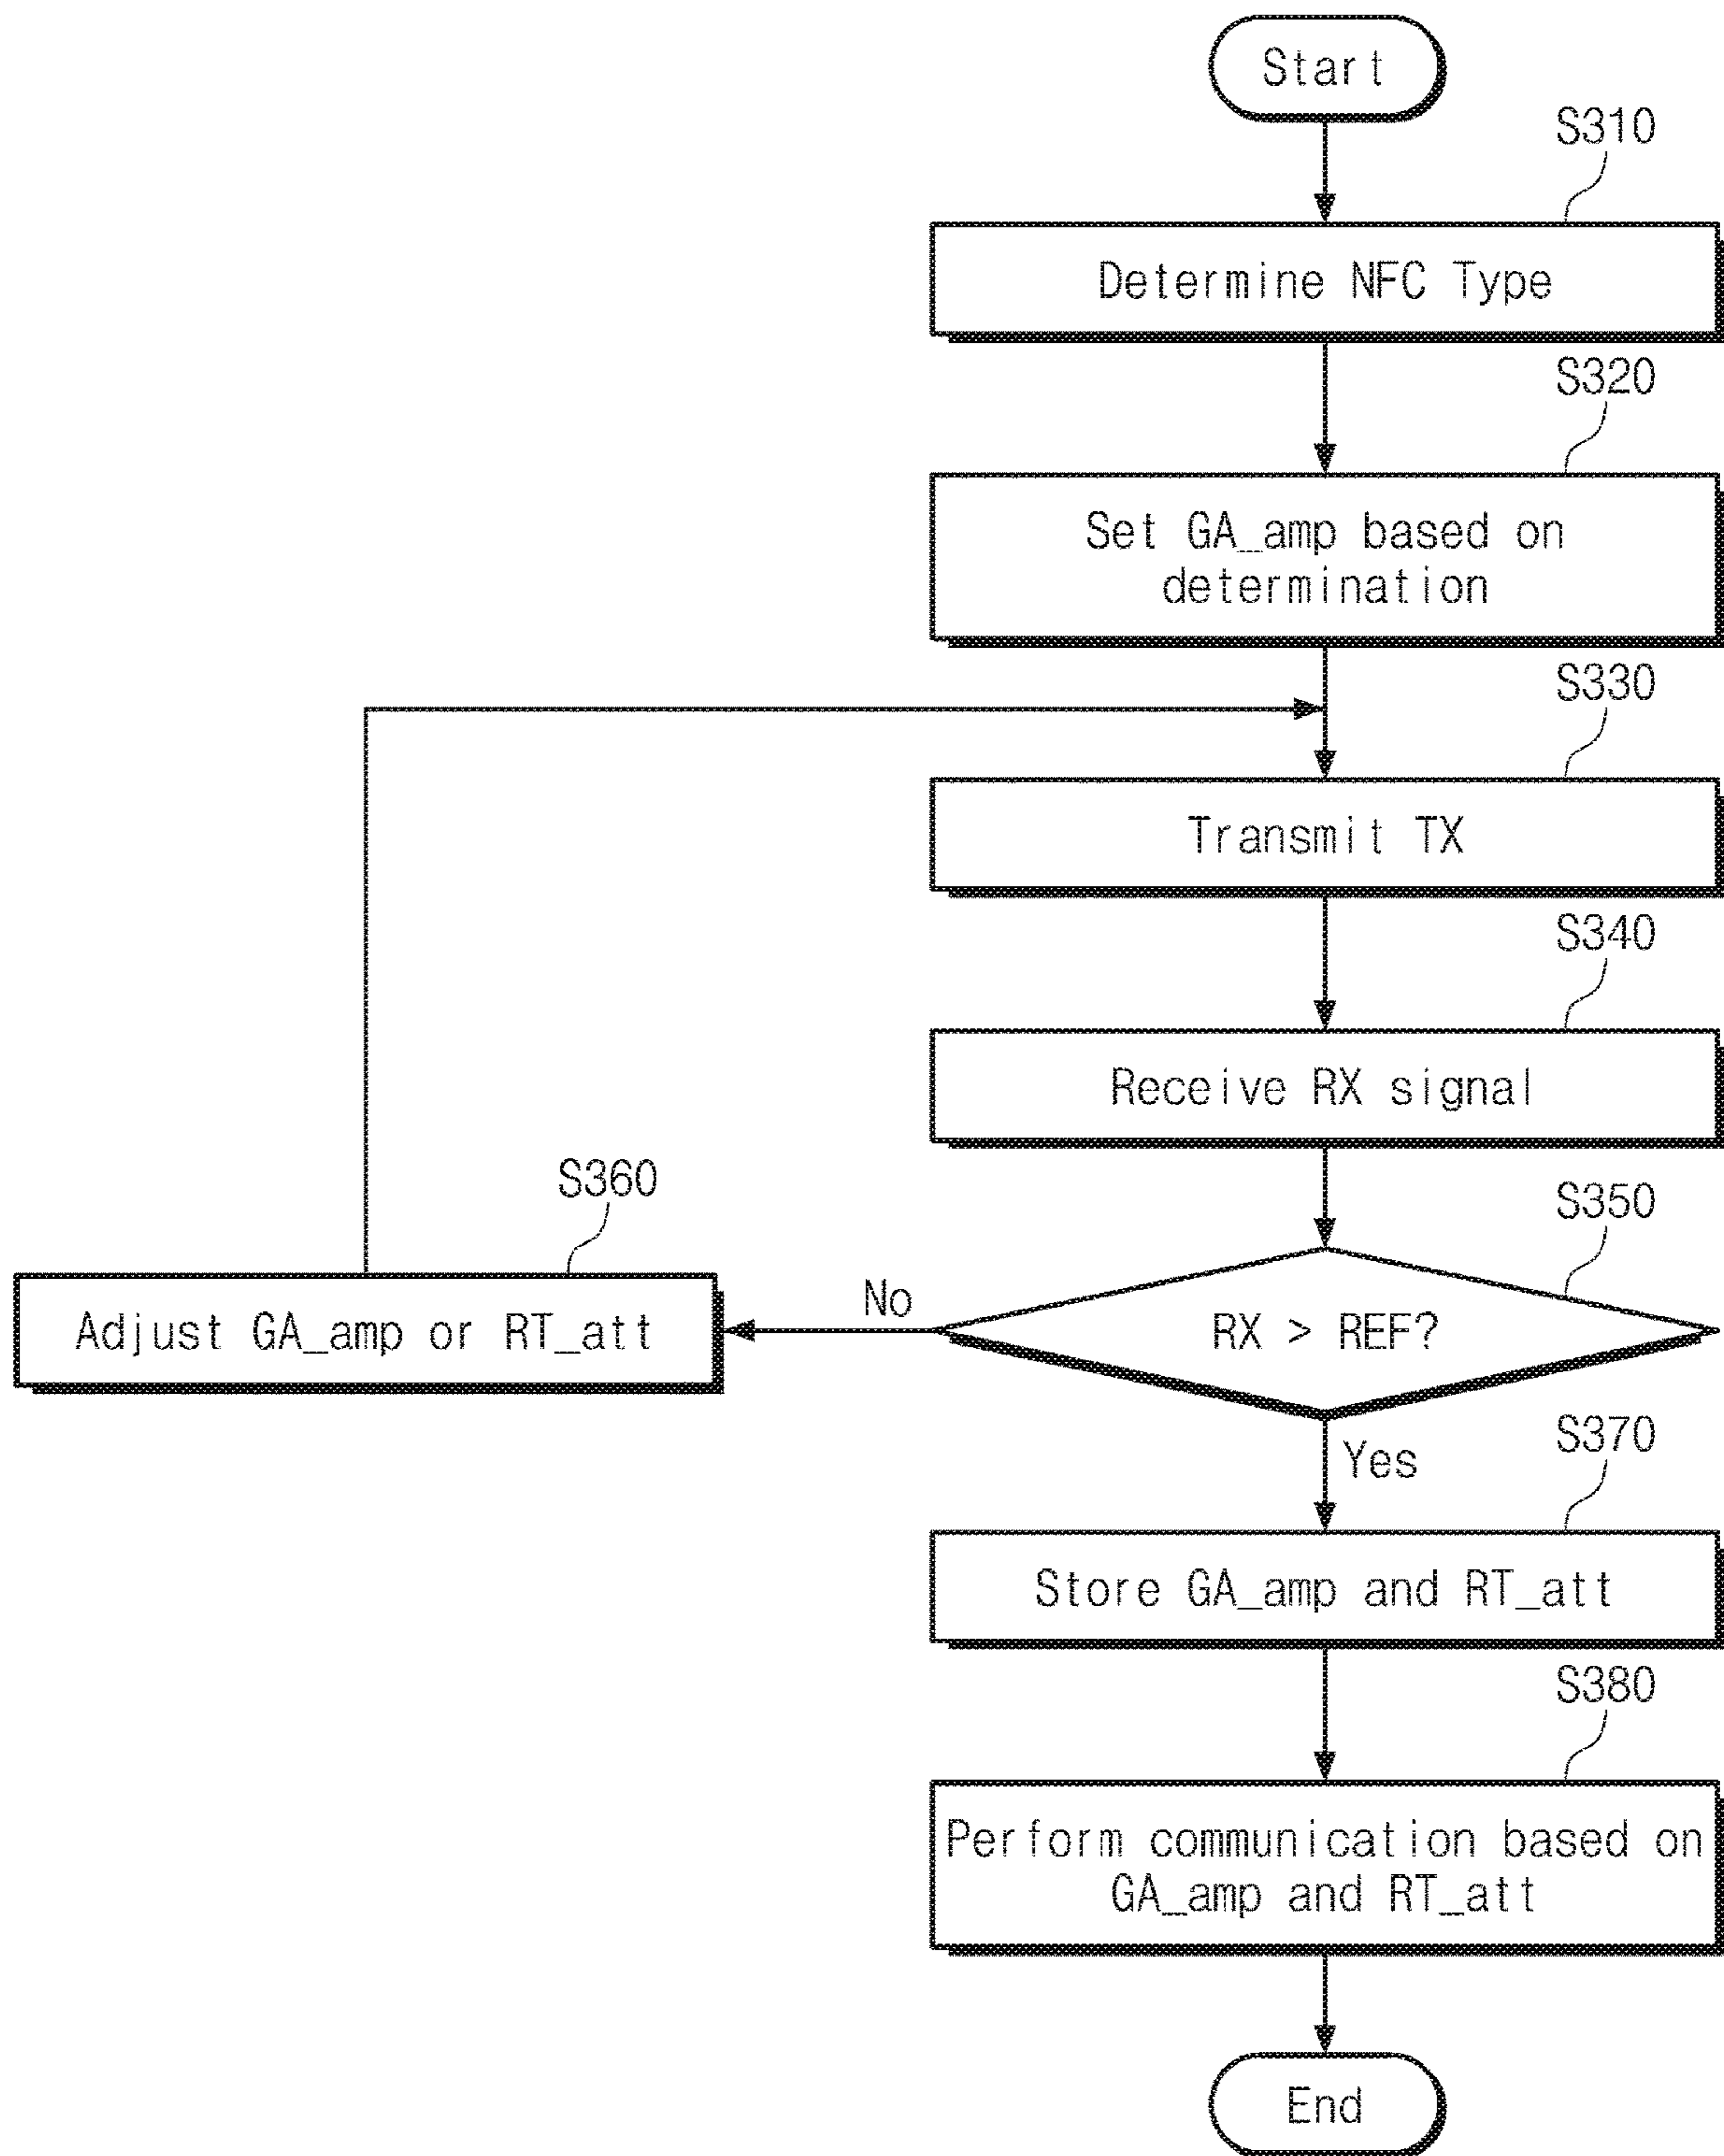 Start
S310
Determine NFC Type
S320
Set GA_amp based on
determination
S330
Transmit TX
S340
Receive RX signal
S350
RX > REF?
No
S360
Adjust GA_amp or RT_att
Yes
S370
Store GA_amp and RT_att
S380
Perform communication based on
GA_amp and RT_att
End